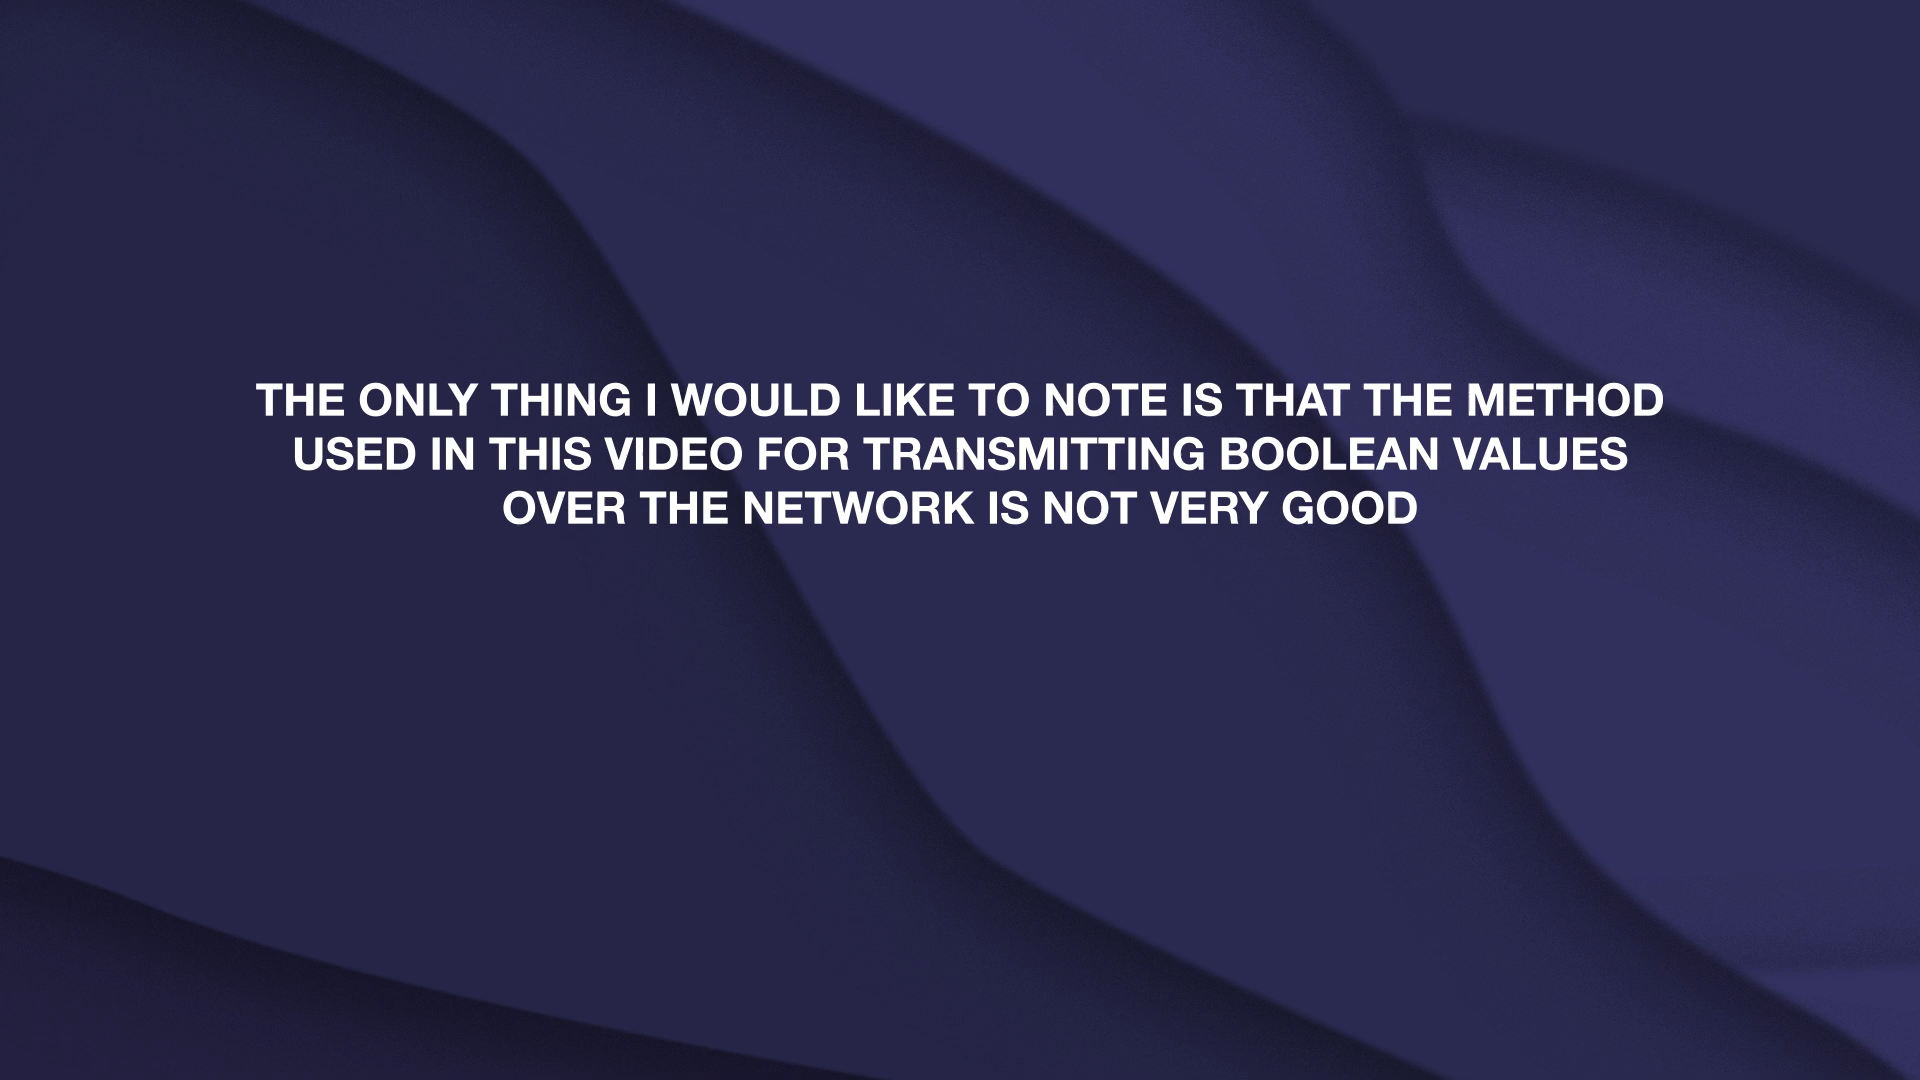 THE ONLY THING I WOULD LIKE TO NOTE IS THAT THE METHOD
USED IN THIS VIDEO FOR TRANSMITTING BOOLEAN VALUES
OVER THE NETWORK IS NOT VERY GOOD